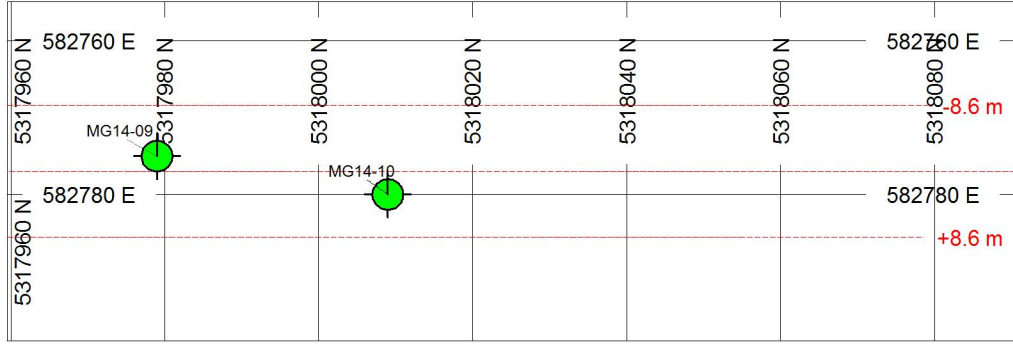 582760 E
582760 E
5317960 N
5317980 N
5318000 N
5318020 N
5318040 N
5318060 N
5318080 N
-8.6 m
MG14-09
MG14-10
582780 E
582780 E
5317960 N
+8.6 m